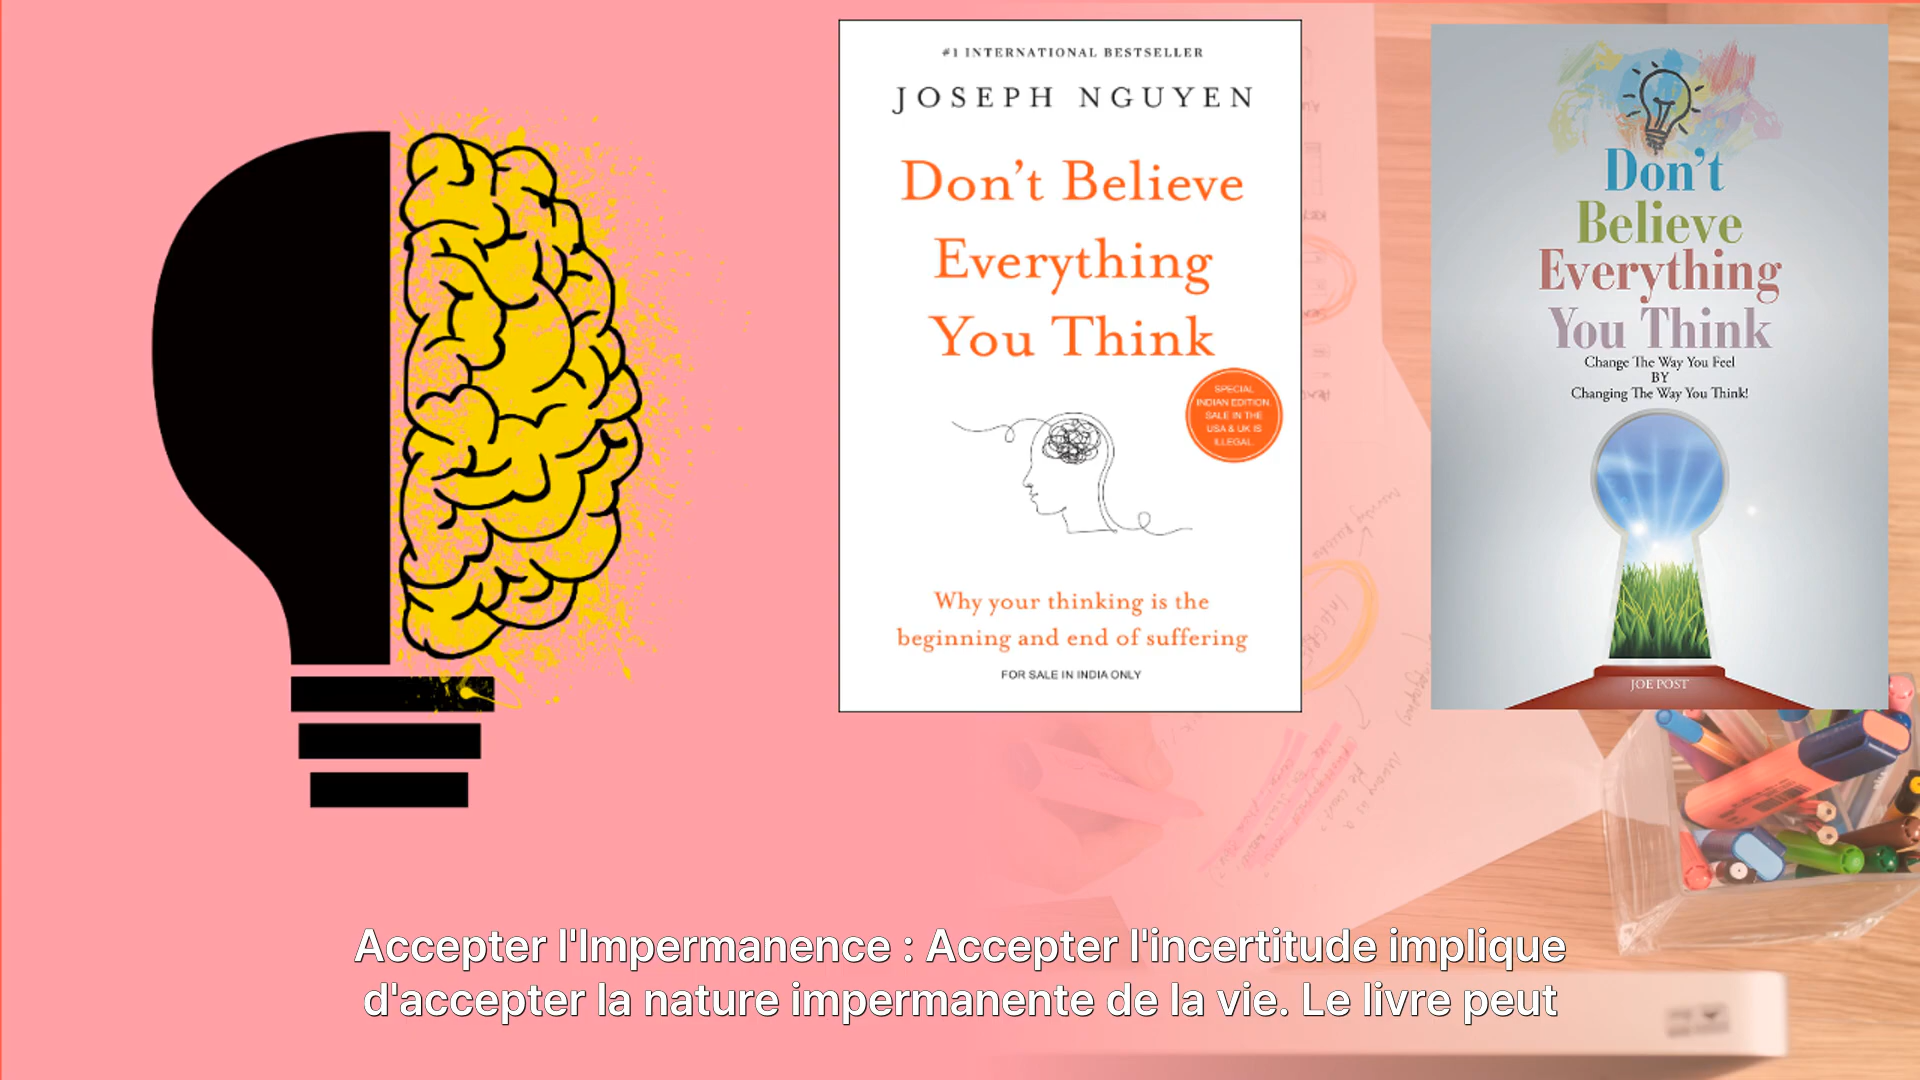 #1 INTERNATIONAL BESTSELLER
JOSEPH NGUYEN
Don't Believe
Everything
You Think
SPECIAL
INDIAN EDITION.
SALE IN THE
USA & UK IS
ILLEGAL.
Why your thinking is the
beginning and end of suffering
FOR SALE IN INDIA ONLY
Don't
Believe
Everything
You Think
Change The Way You Feel
BY
Changing The Way You Think!
JOE POST
Accepter l'Impermanence : Accepter l'incertitude implique
d'accepter la nature impermanente de la vie. Le livre peut